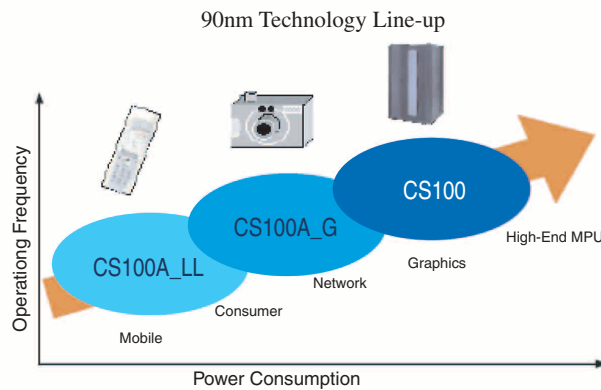 90nm Technology Line-up
Operationg Frequency
CS100
CS100A_G
CS100A_LL
High-End MPU
Graphics
Network
Consumer
Mobile
Power Consumption